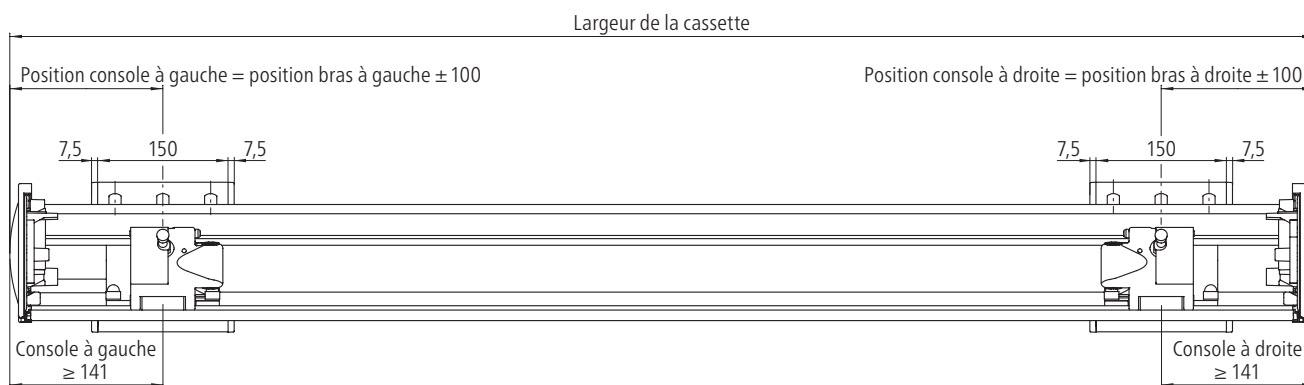 Largeur de la cassette
Position console à gauche = position bras à gauche ± 100
Position console à droite = position bras à droite ± 100
7,5 150 7,5
7,5 150 7,5
Console à gauche
≥ 141
Console à droite
≥ 141